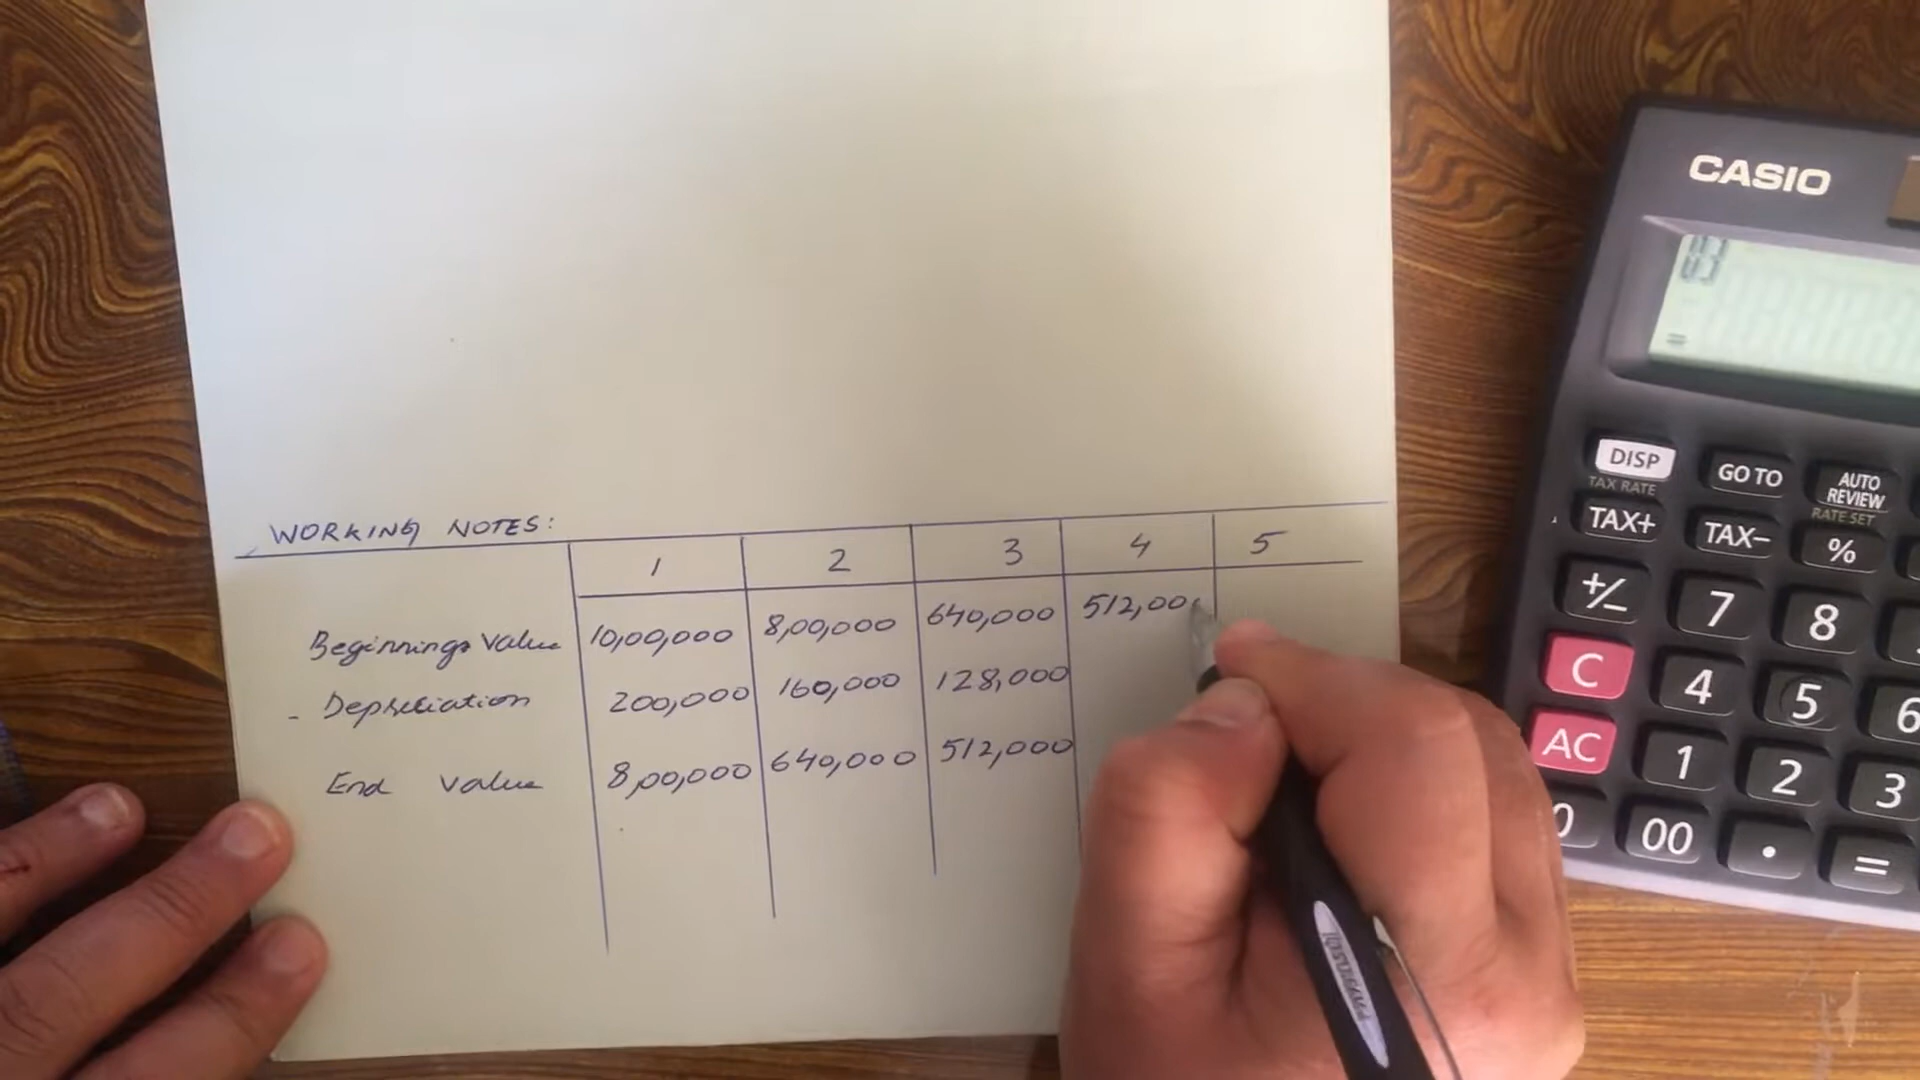 WORKING NOTES:
1 2 3 4 5
Beginnings Value 10,00,000 8,00,000 640,000 512,00
- Depreciation 200,000 160,000 128,000
End value 8,00,000 640,000 512,000
CASIO
=
DISP GO TO AUTO REVIEW
TAX RATE RATE SET
TAX+ TAX- %
+/- 7 8
C 4 5 6
AC 1 2 3
0 00 . =